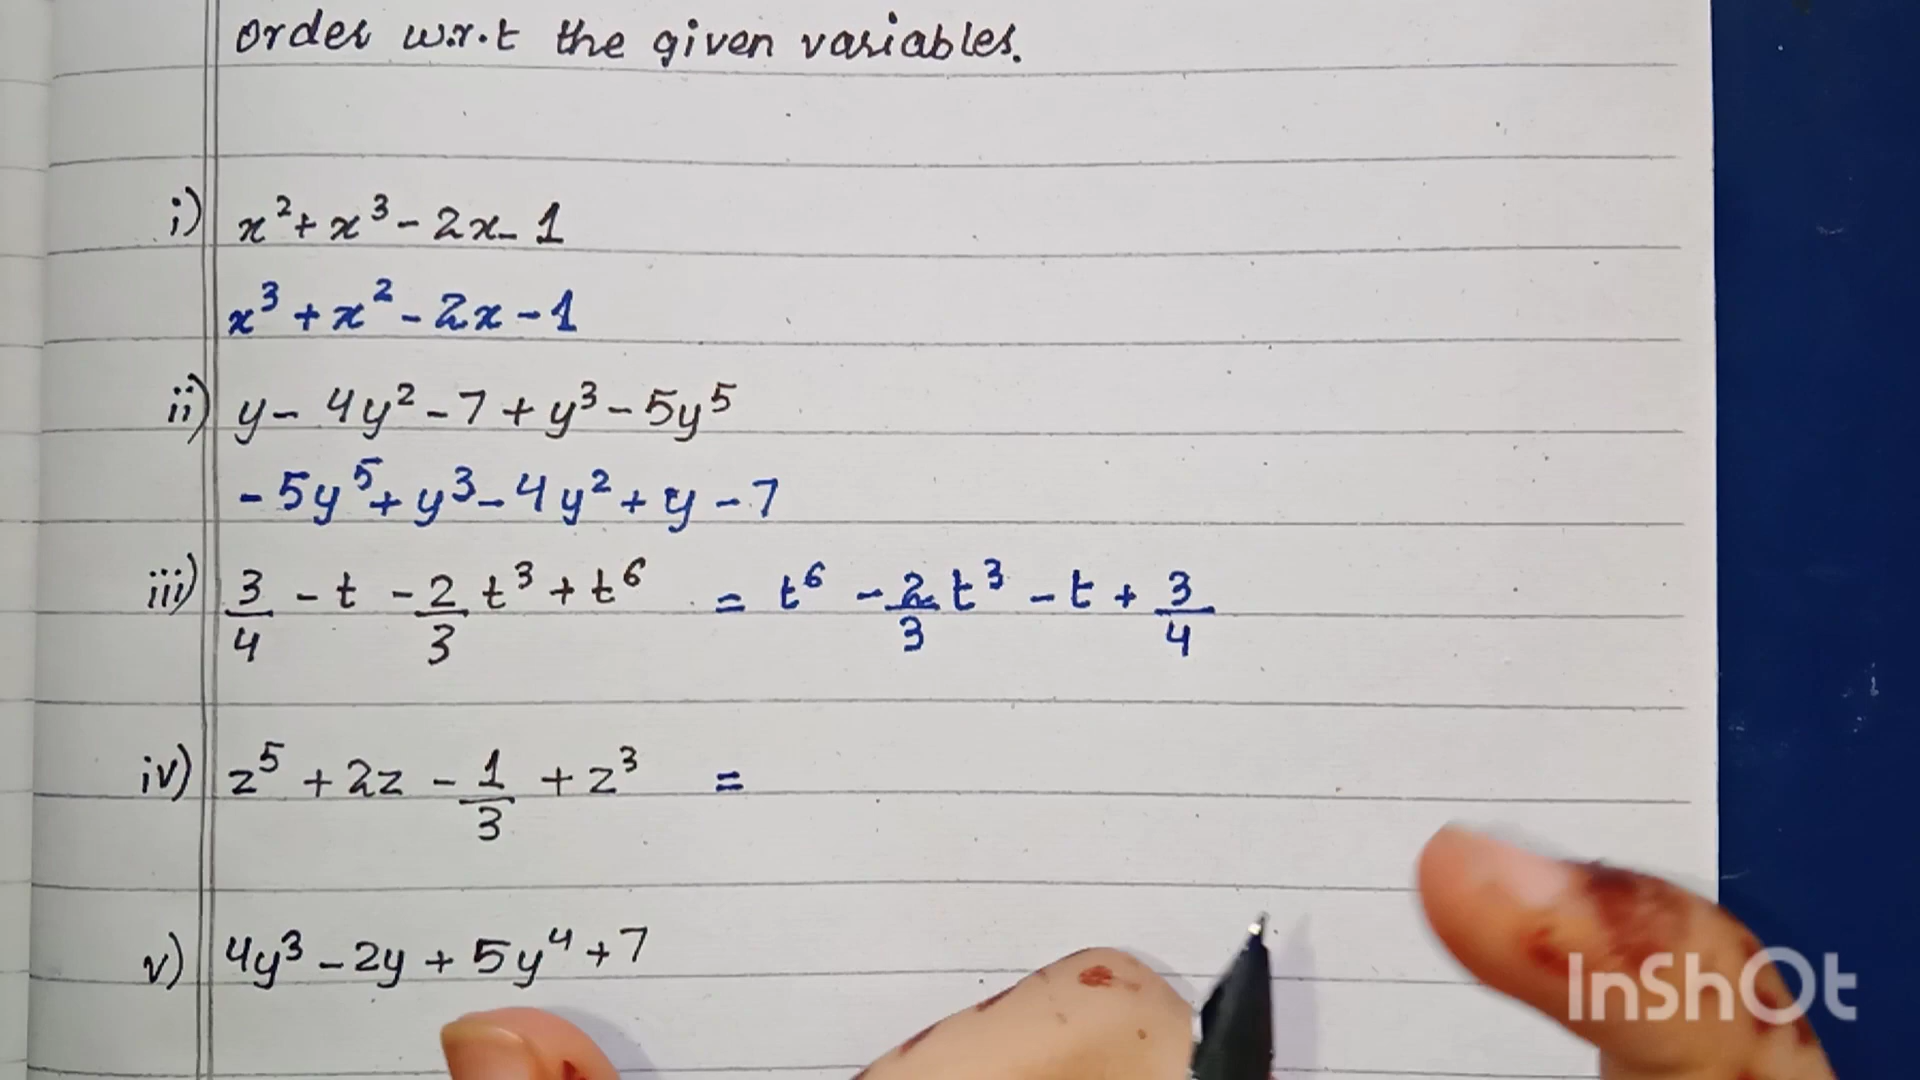 order w.r.t the given variables.
i) x² + x³ - 2x - 1
x³ + x² - 2x - 1
ii) y - 4y² - 7 + y³ - 5y⁵
- 5y⁵ + y³ - 4y² + y - 7
iii) 3/4 - t - 2/3 t³ + t⁶ = t⁶ - 2/3 t³ - t + 3/4
iv) z⁵ + 2z - 1/3 + z³ =
v) 4y³ - 2y + 5y⁴ + 7
InShOt